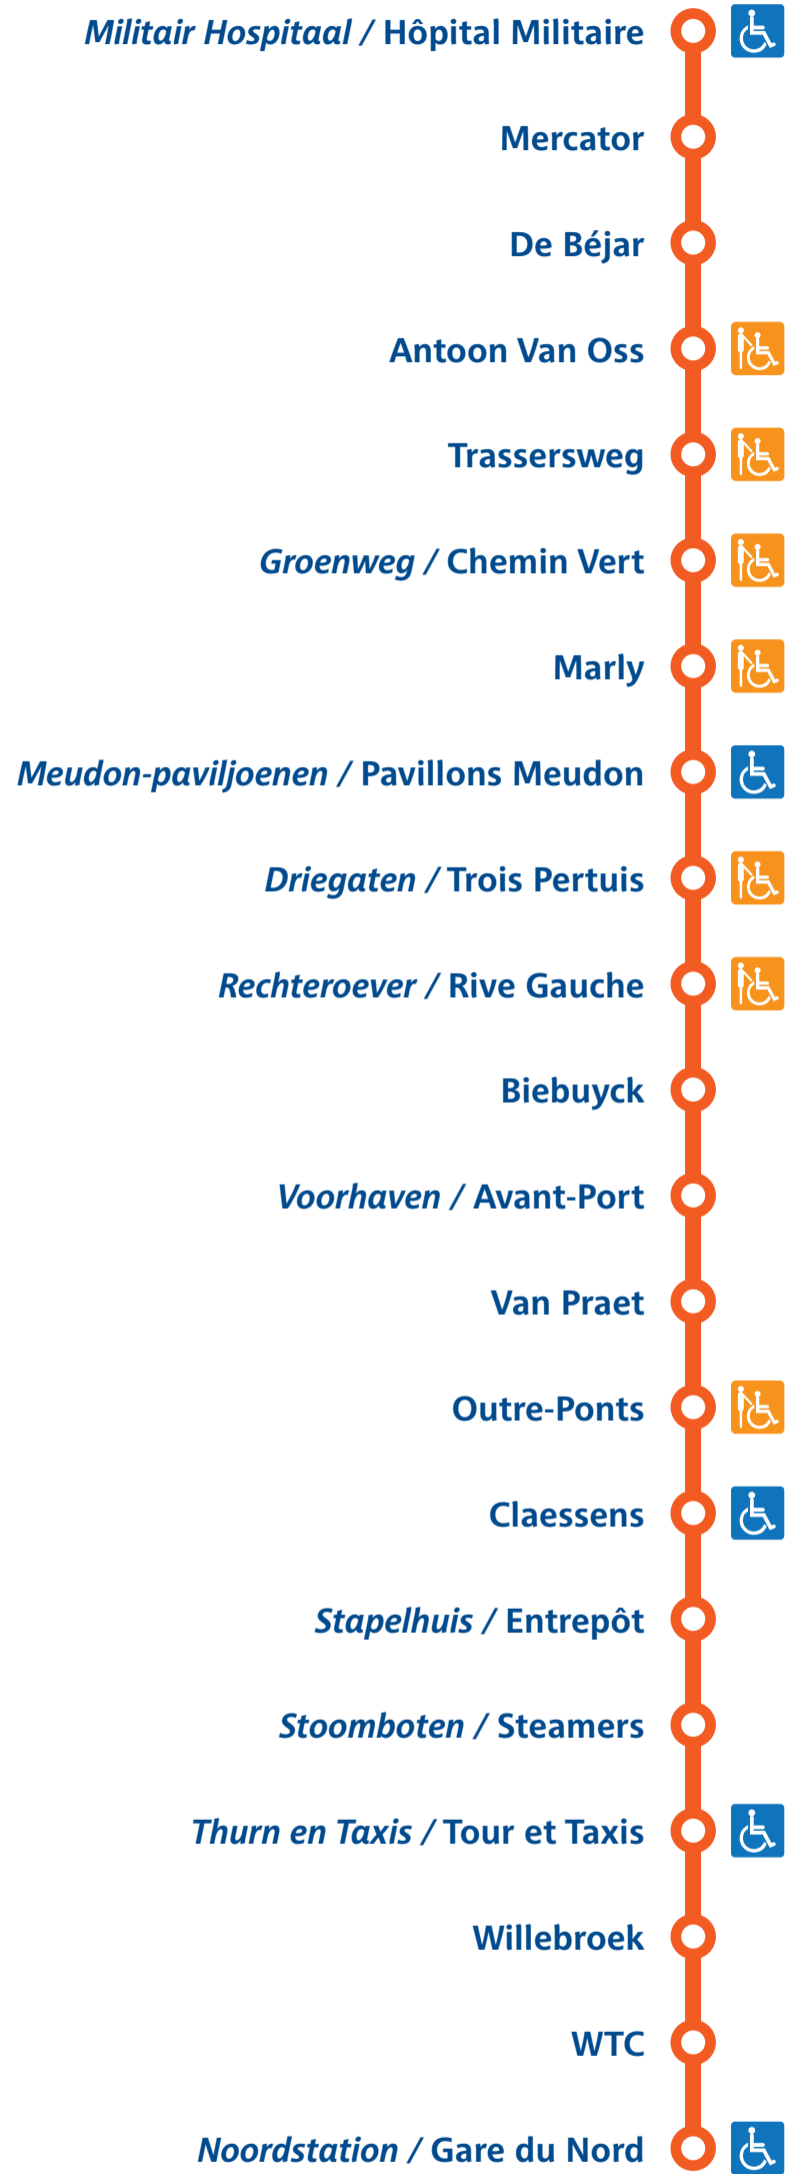 Militair Hospitaal / Hôpital Militaire
Mercator
De Béjar
Antoon Van Oss
Trassersweg
Groenweg / Chemin Vert
Marly
Meudon-paviljoenen / Pavillons Meudon
Driegaten / Trois Pertuis
Rechteroever / Rive Gauche
Biebuyck
Voorhaven / Avant-Port
Van Praet
Outre-Ponts
Claessens
Stapelhuis / Entrepôt
Stoomboten / Steamers
Thurn en Taxis / Tour et Taxis
Willebroek
WTC
Noordstation / Gare du Nord